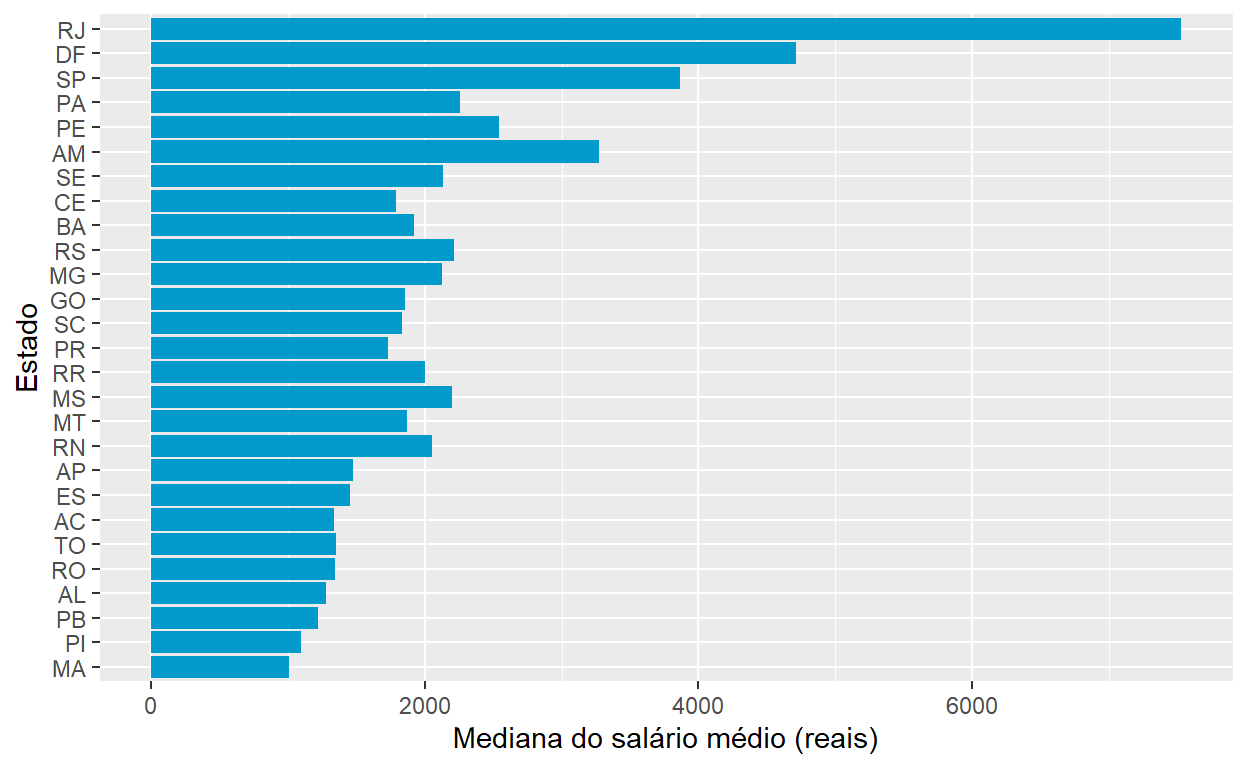 RJ
DF
SP
PA
PE
AM
SE
CE
BA
RS
MG
GO
SC
PR
RR
MS
MT
RN
AP
ES
AC
TO
RO
AL
PB
PI
MA
Estado
0 2000 4000 6000
Mediana do salário médio (reais)